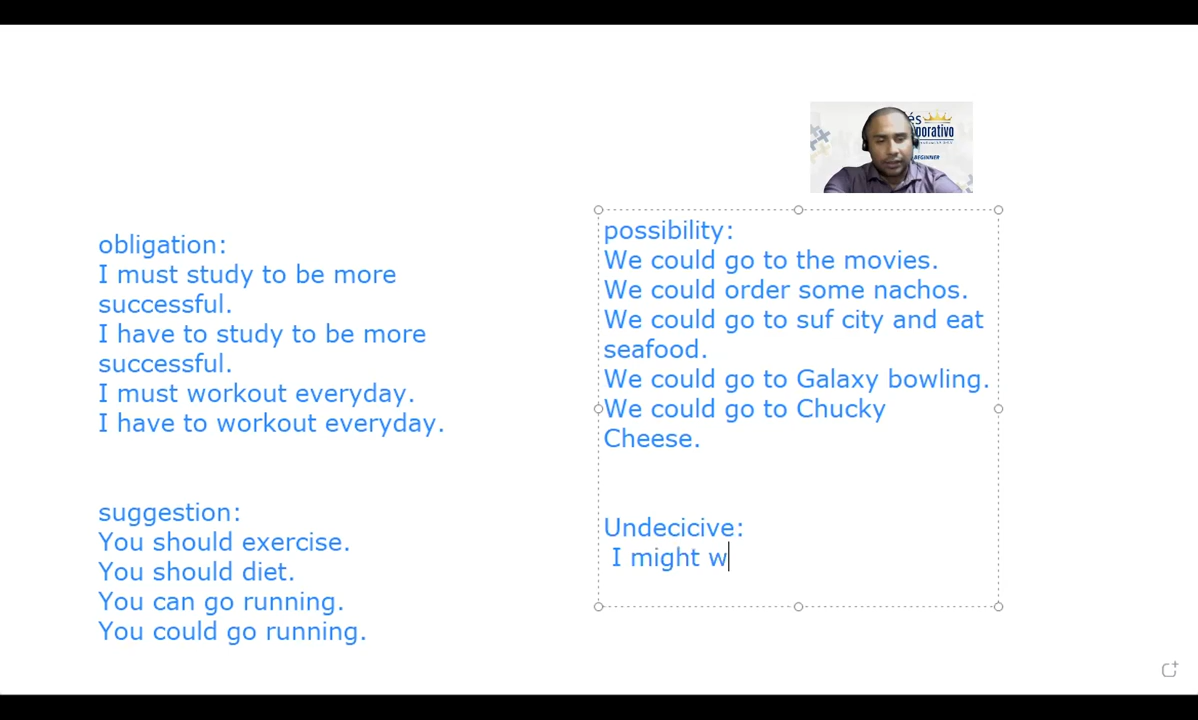 és
porativo
BEGINNER
obligation:
I must study to be more
successful.
I have to study to be more
successful.
I must workout everyday.
I have to workout everyday.
suggestion:
You should exercise.
You should diet.
You can go running.
You could go running.
possibility:
We could go to the movies.
We could order some nachos.
We could go to suf city and eat
seafood.
We could go to Galaxy bowling.
We could go to Chucky
Cheese.
Undecicive:
I might w